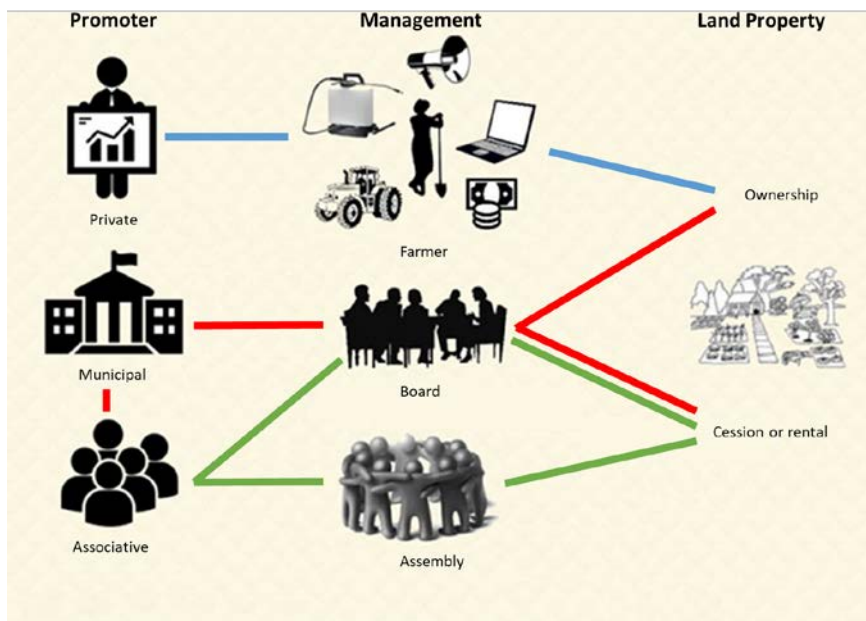 Promoter
Management
Land Property
Private
Farmer
Ownership
Municipal
Board
Cession or rental
Associative
Assembly